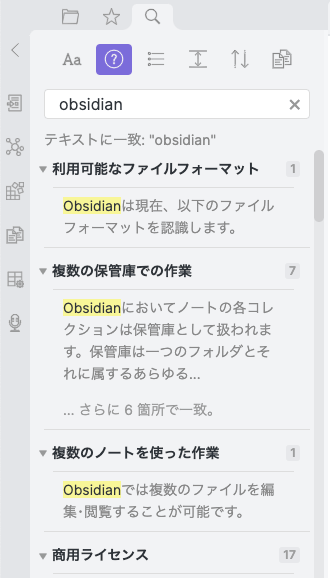 Aa
obsidian
テキストに一致: "obsidian"
利用可能なファイルフォーマット 1
Obsidianは現在、以下のファイル
フォーマットを認識します。
複数の保管庫での作業 7
Obsidianにおいてノートの各コレ
クションは保管庫として扱われま
す。保管庫は一つのフォルダとそ
れに属するあらゆる...
... さらに 6 箇所で一致。
複数のノートを使った作業 1
Obsidianでは複数のファイルを編
集･閲覧することが可能です。
商用ライセンス 17